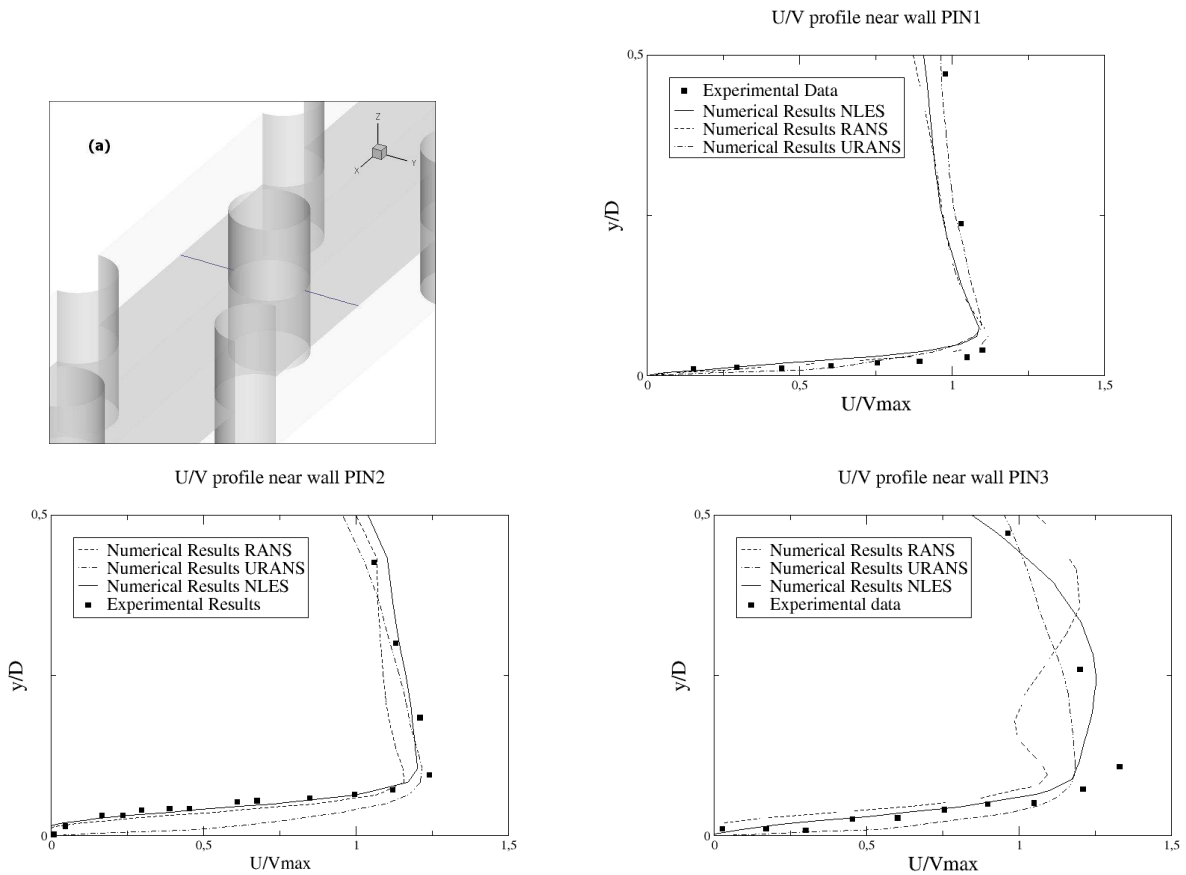 U/V profile near wall PIN1
(a)
Z
X
Y
0,5
Experimental Data
Numerical Results NLES
Numerical Results RANS
Numerical Results URANS
y/D
0
0
0,5
1
1,5
U/Vmax
U/V profile near wall PIN2
0,5
Numerical Results RANS
Numerical Results URANS
Numerical Results NLES
Experimental Results
y/D
0
0
0,5
1
1,5
U/Vmax
U/V profile near wall PIN3
0,5
Numerical Results RANS
Numerical Results URANS
Numerical Results NLES
Experimental data
y/D
0
0
0,5
1
1,5
U/Vmax